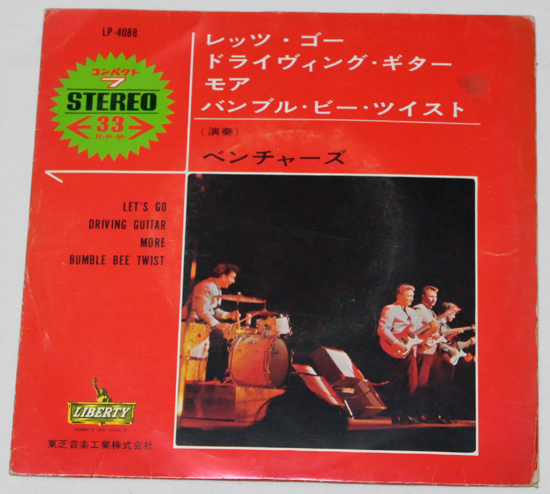 LP-4088
コンパクト
7
STEREO
33
R·P·M
レッツ・ゴー
ドライヴィング・ギター
モア
バンブル・ビー・ツイスト
(演奏)
ベンチャーズ
LET'S GO
DRIVING GUITAR
MORE
BUMBLE BEE TWIST
LIBERTY
東芝音楽工業株式会社